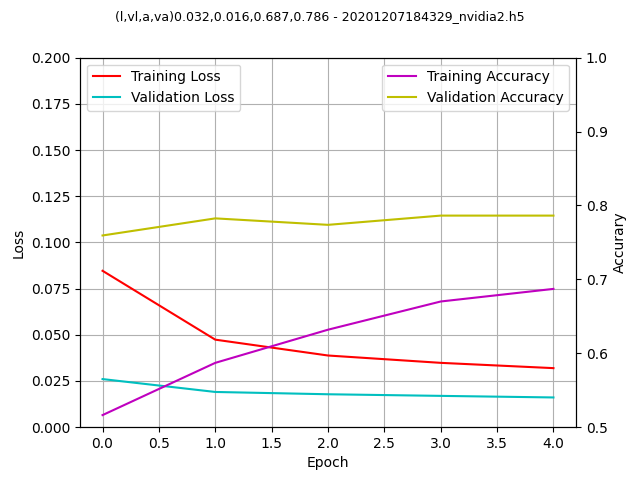 (l,vl,a,va)0.032,0.016,0.687,0.786 - 20201207184329_nvidia2.h5
Training Loss
Validation Loss
Training Accuracy
Validation Accuracy
0.200
0.175
0.150
0.125
0.100
0.075
0.050
0.025
0.000
Loss
1.0
0.9
0.8
0.7
0.6
0.5
Accurary
0.0 0.5 1.0 1.5 2.0 2.5 3.0 3.5 4.0
Epoch